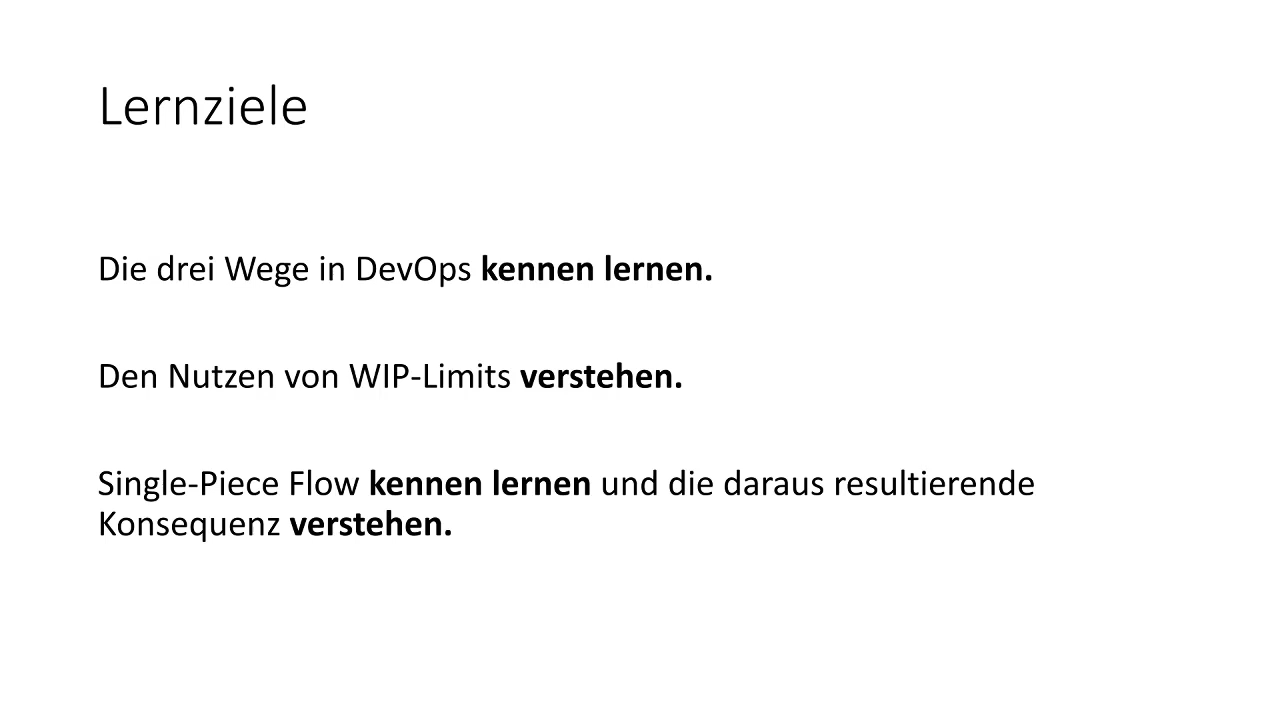 Lernziele
Die drei Wege in DevOps kennen lernen.
Den Nutzen von WIP-Limits verstehen.
Single-Piece Flow kennen lernen und die daraus resultierende
Konsequenz verstehen.